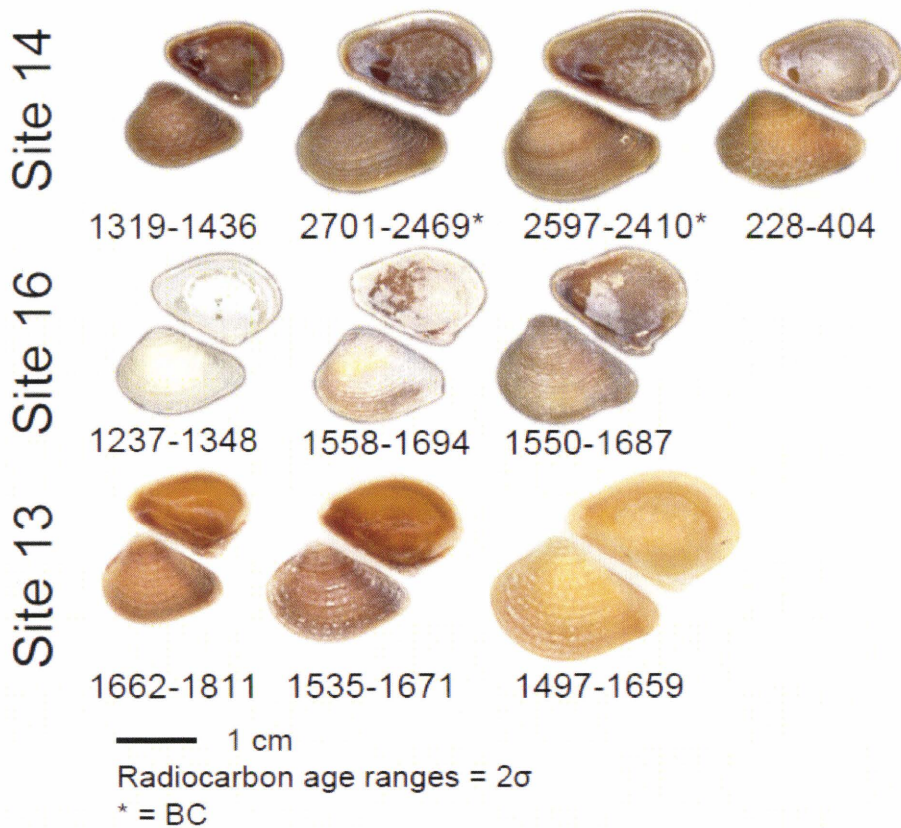 Site 14
1319-1436 2701-2469* 2597-2410* 228-404
Site 16
1237-1348 1558-1694 1550-1687
Site 13
1662-1811 1535-1671 1497-1659
1 cm
Radiocarbon age ranges = 2σ
* = BC